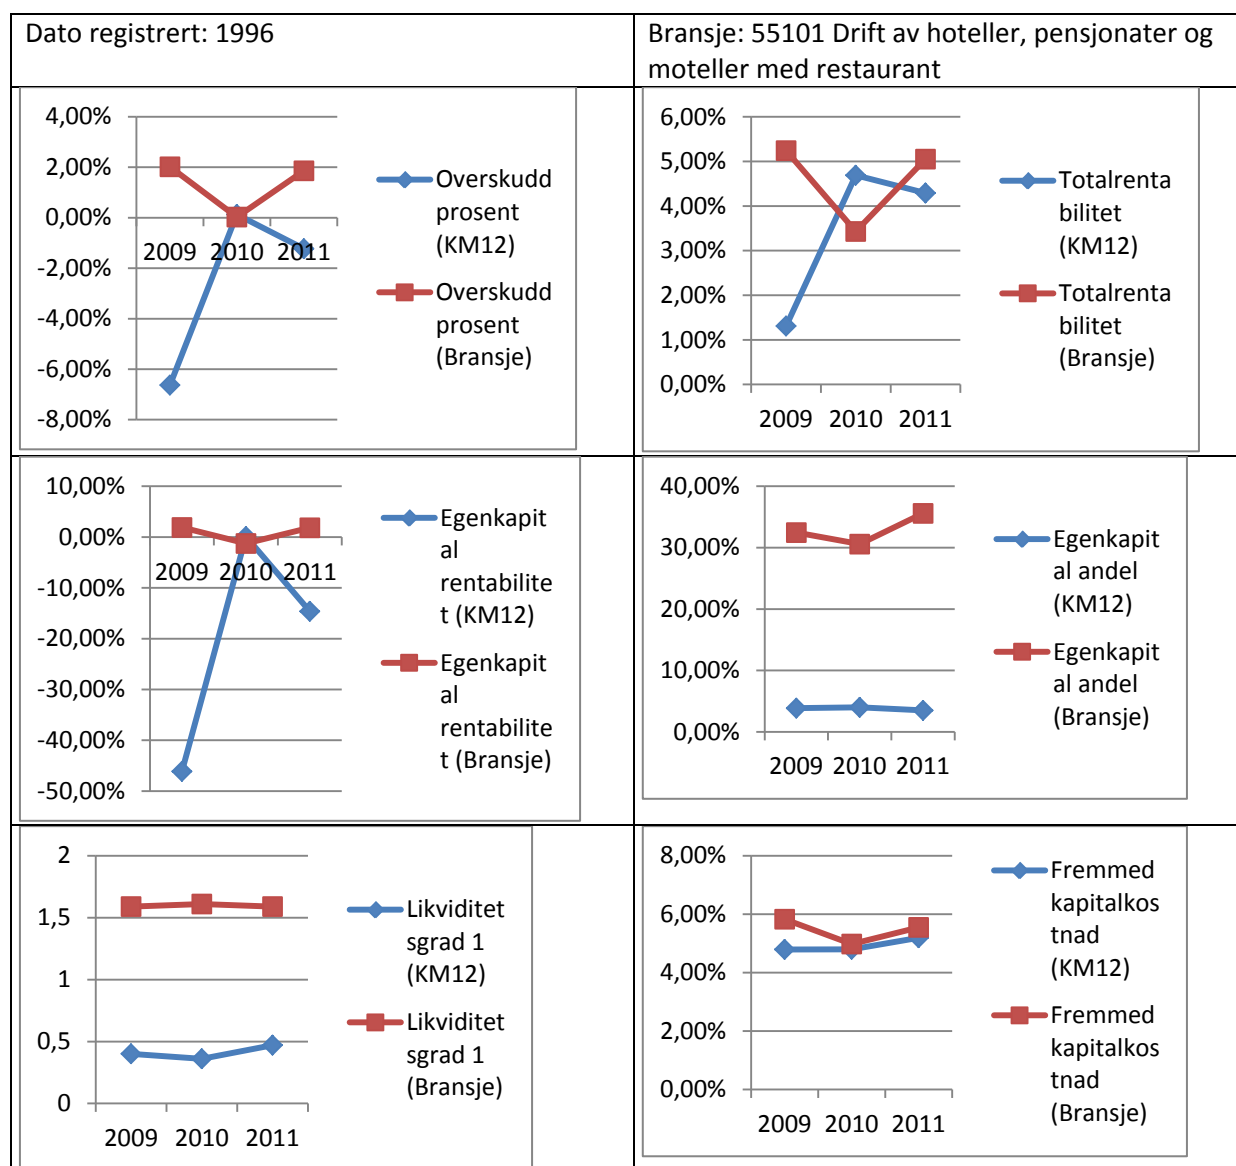 Dato registrert: 1996
Bransje: 55101 Drift av hoteller, pensjonater og
moteller med restaurant
4,00%
2,00%
0,00%
-2,00%
-4,00%
-6,00%
-8,00%
2009 2010 2011
Overskudd
prosent
(KM12)
Overskudd
prosent
(Bransje)
6,00%
5,00%
4,00%
3,00%
2,00%
1,00%
0,00%
2009 2010 2011
Totalrenta
bilitet
(KM12)
Totalrenta
bilitet
(Bransje)
10,00%
0,00%
-10,00%
-20,00%
-30,00%
-40,00%
-50,00%
2009 2010 2011
Egenkapit
al
rentabilite
t (KM12)
Egenkapit
al
rentabilite
t (Bransje)
40,00%
30,00%
20,00%
10,00%
0,00%
2009 2010 2011
Egenkapit
al andel
(KM12)
Egenkapit
al andel
(Bransje)
2
1,5
1
0,5
0
2009 2010 2011
Likviditet
sgrad 1
(KM12)
Likviditet
sgrad 1
(Bransje)
8,00%
6,00%
4,00%
2,00%
0,00%
2009 2010 2011
Fremmed
kapitalkos
tnad
(KM12)
Fremmed
kapitalkos
tnad
(Bransje)